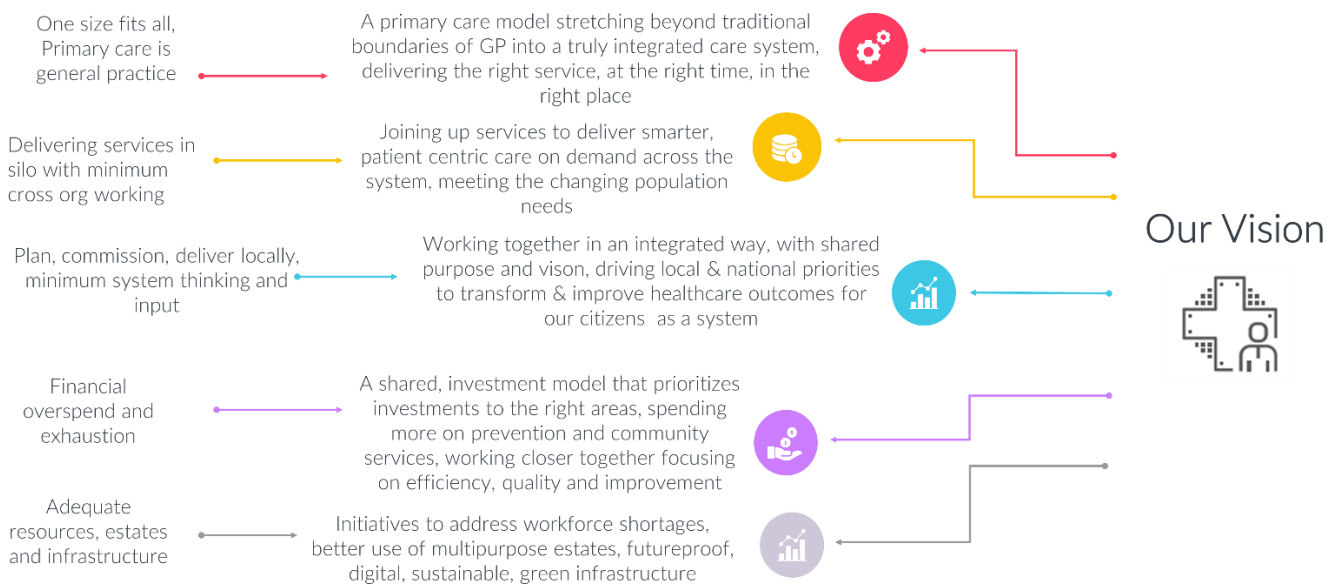 One size fits all,
Primary care is
general practice
A primary care model stretching beyond traditional
boundaries of GP into a truly integrated care system,
delivering the right service, at the right time, in the
right place
Delivering services in
silo with minimum
cross org working
Joining up services to deliver smarter,
patient centric care on demand across the
system, meeting the changing population
needs
Plan, commission, deliver locally,
minimum system thinking and
input
Working together in an integrated way, with shared
purpose and vison, driving local & national priorities
to transform & improve healthcare outcomes for
our citizens as a system
Financial
overspend and
exhaustion
A shared, investment model that prioritizes
investments to the right areas, spending
more on prevention and community
services, working closer together focusing
on efficiency, quality and improvement
Adequate
resources, estates
and infrastructure
Initiatives to address workforce shortages,
better use of multipurpose estates, futureproof,
digital, sustainable, green infrastructure
Our Vision